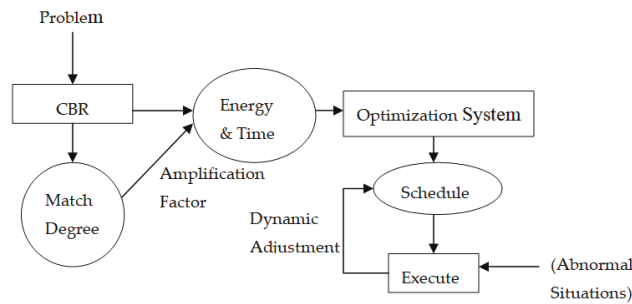 Problem
CBR
Energy
& Time
Optimization System
Match
Degree
Amplification
Factor
Schedule
Dynamic
Adjustment
Execute
(Abnormal
Situations)